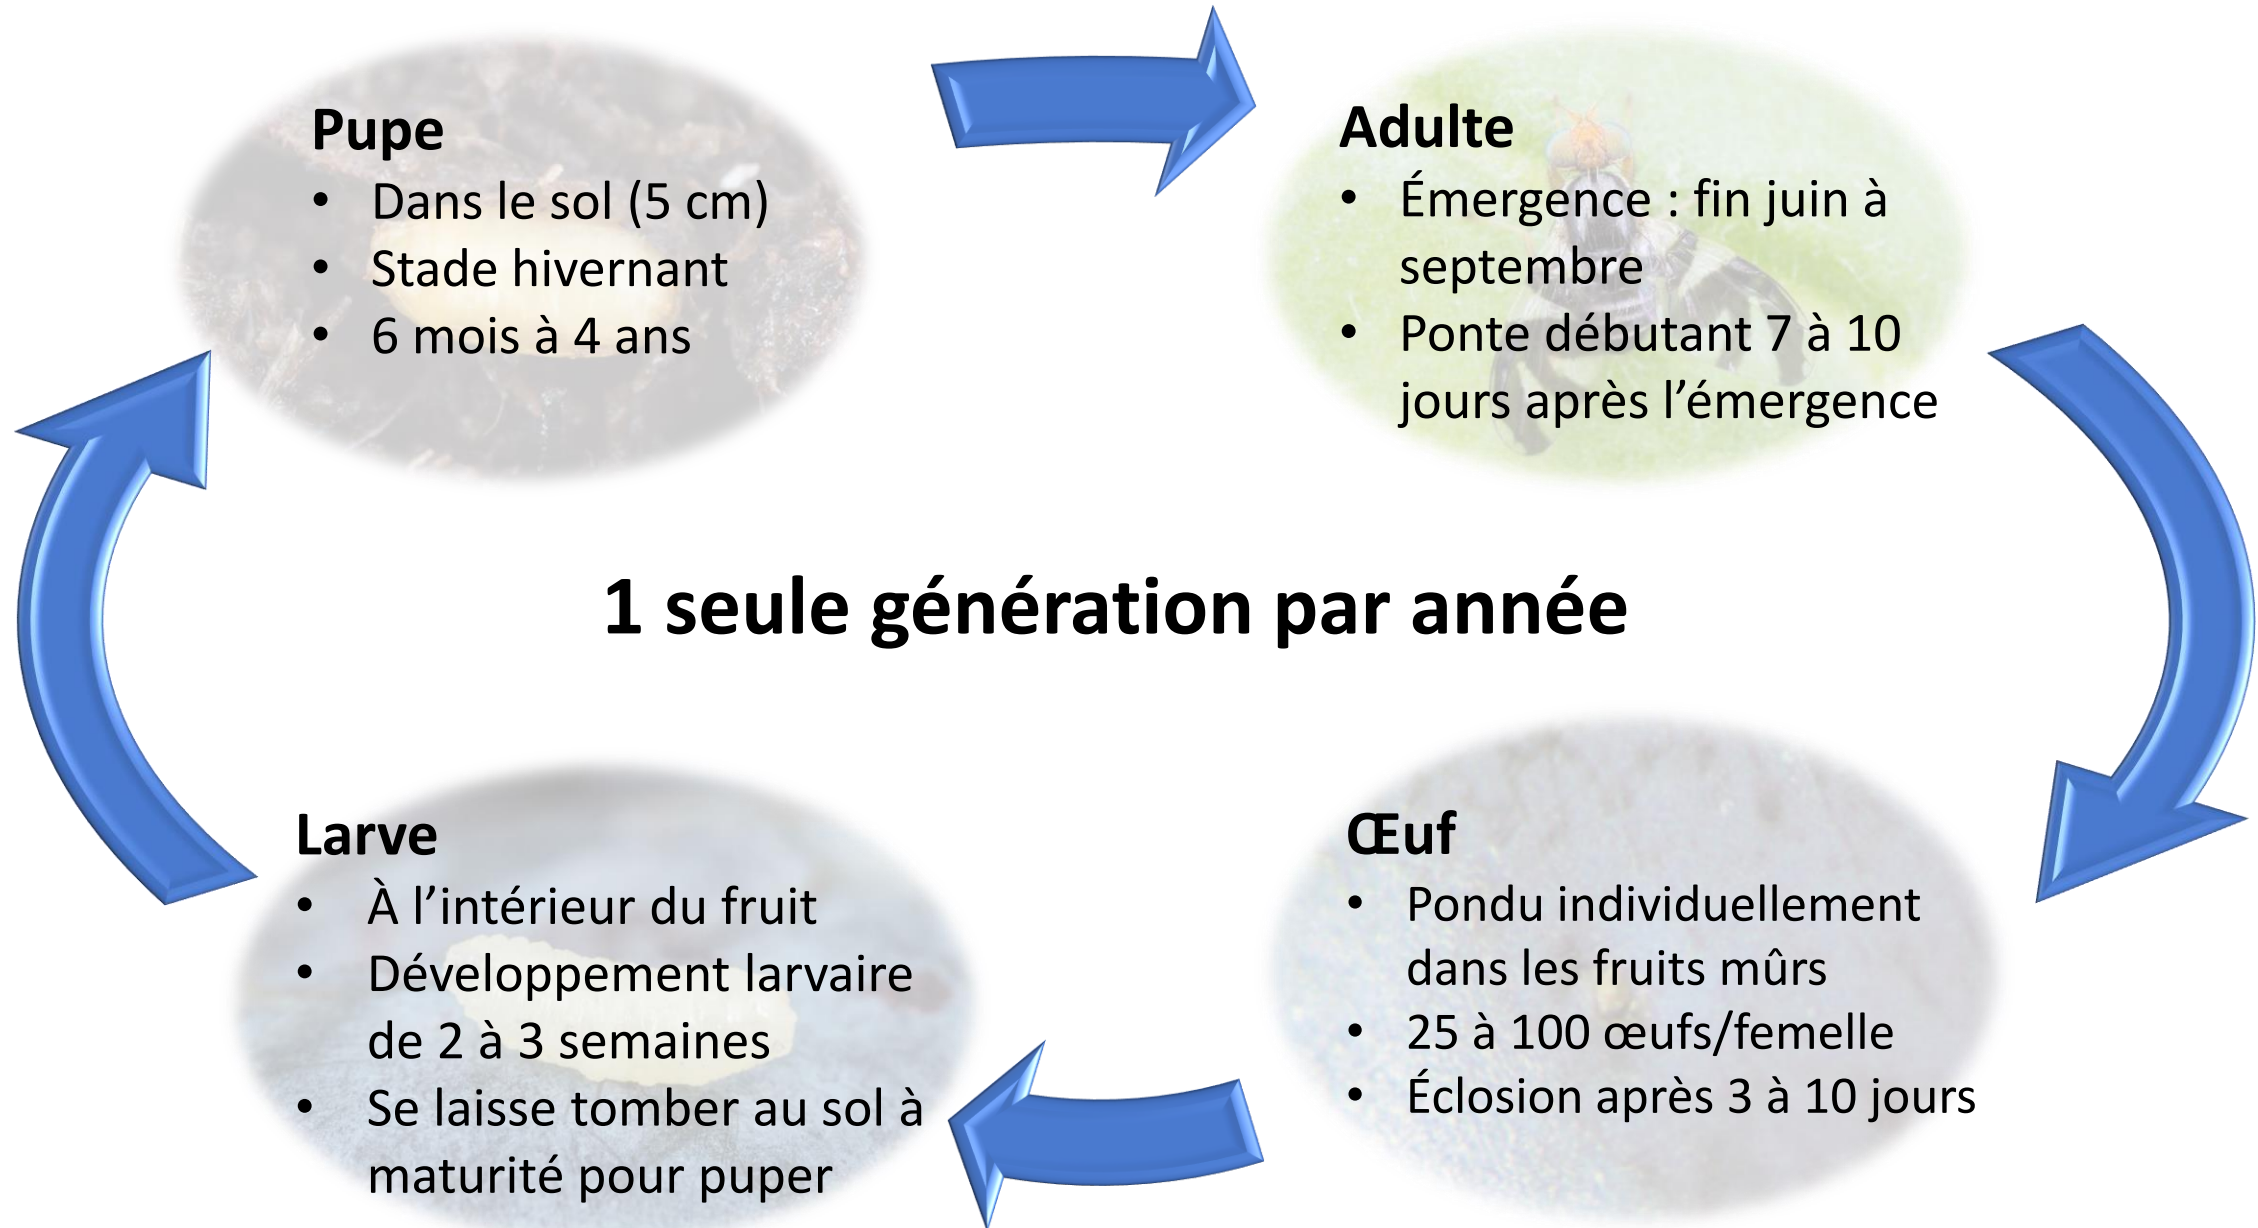 Pupe
• Dans le sol (5 cm)
• Stade hivernant
• 6 mois à 4 ans
Adulte
• Émergence : fin juin à
septembre
• Ponte débutant 7 à 10
jours après l’émergence
1 seule génération par année
Larve
• À l’intérieur du fruit
• Développement larvaire
de 2 à 3 semaines
• Se laisse tomber au sol à
maturité pour puper
Œuf
• Pondu individuellement
dans les fruits mûrs
• 25 à 100 œufs/femelle
• Éclosion après 3 à 10 jours